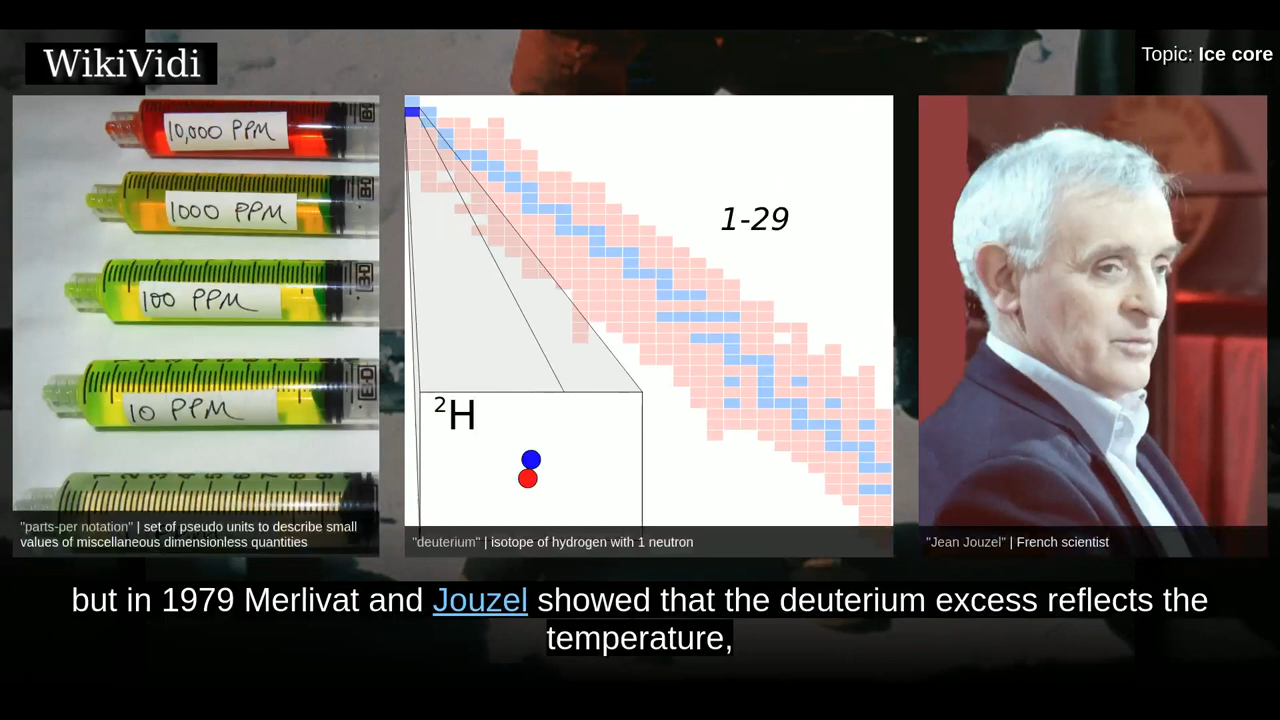 WikiVidi
Topic: Ice core
10,000 PPM
1000 PPM
100 PPM
10 PPM
"parts-per notation" | set of pseudo units to describe small
values of miscellaneous dimensionless quantities
1-29
²H
"deuterium" | isotope of hydrogen with 1 neutron
"Jean Jouzel" | French scientist
but in 1979 Merlivat and Jouzel showed that the deuterium excess reflects the
temperature,